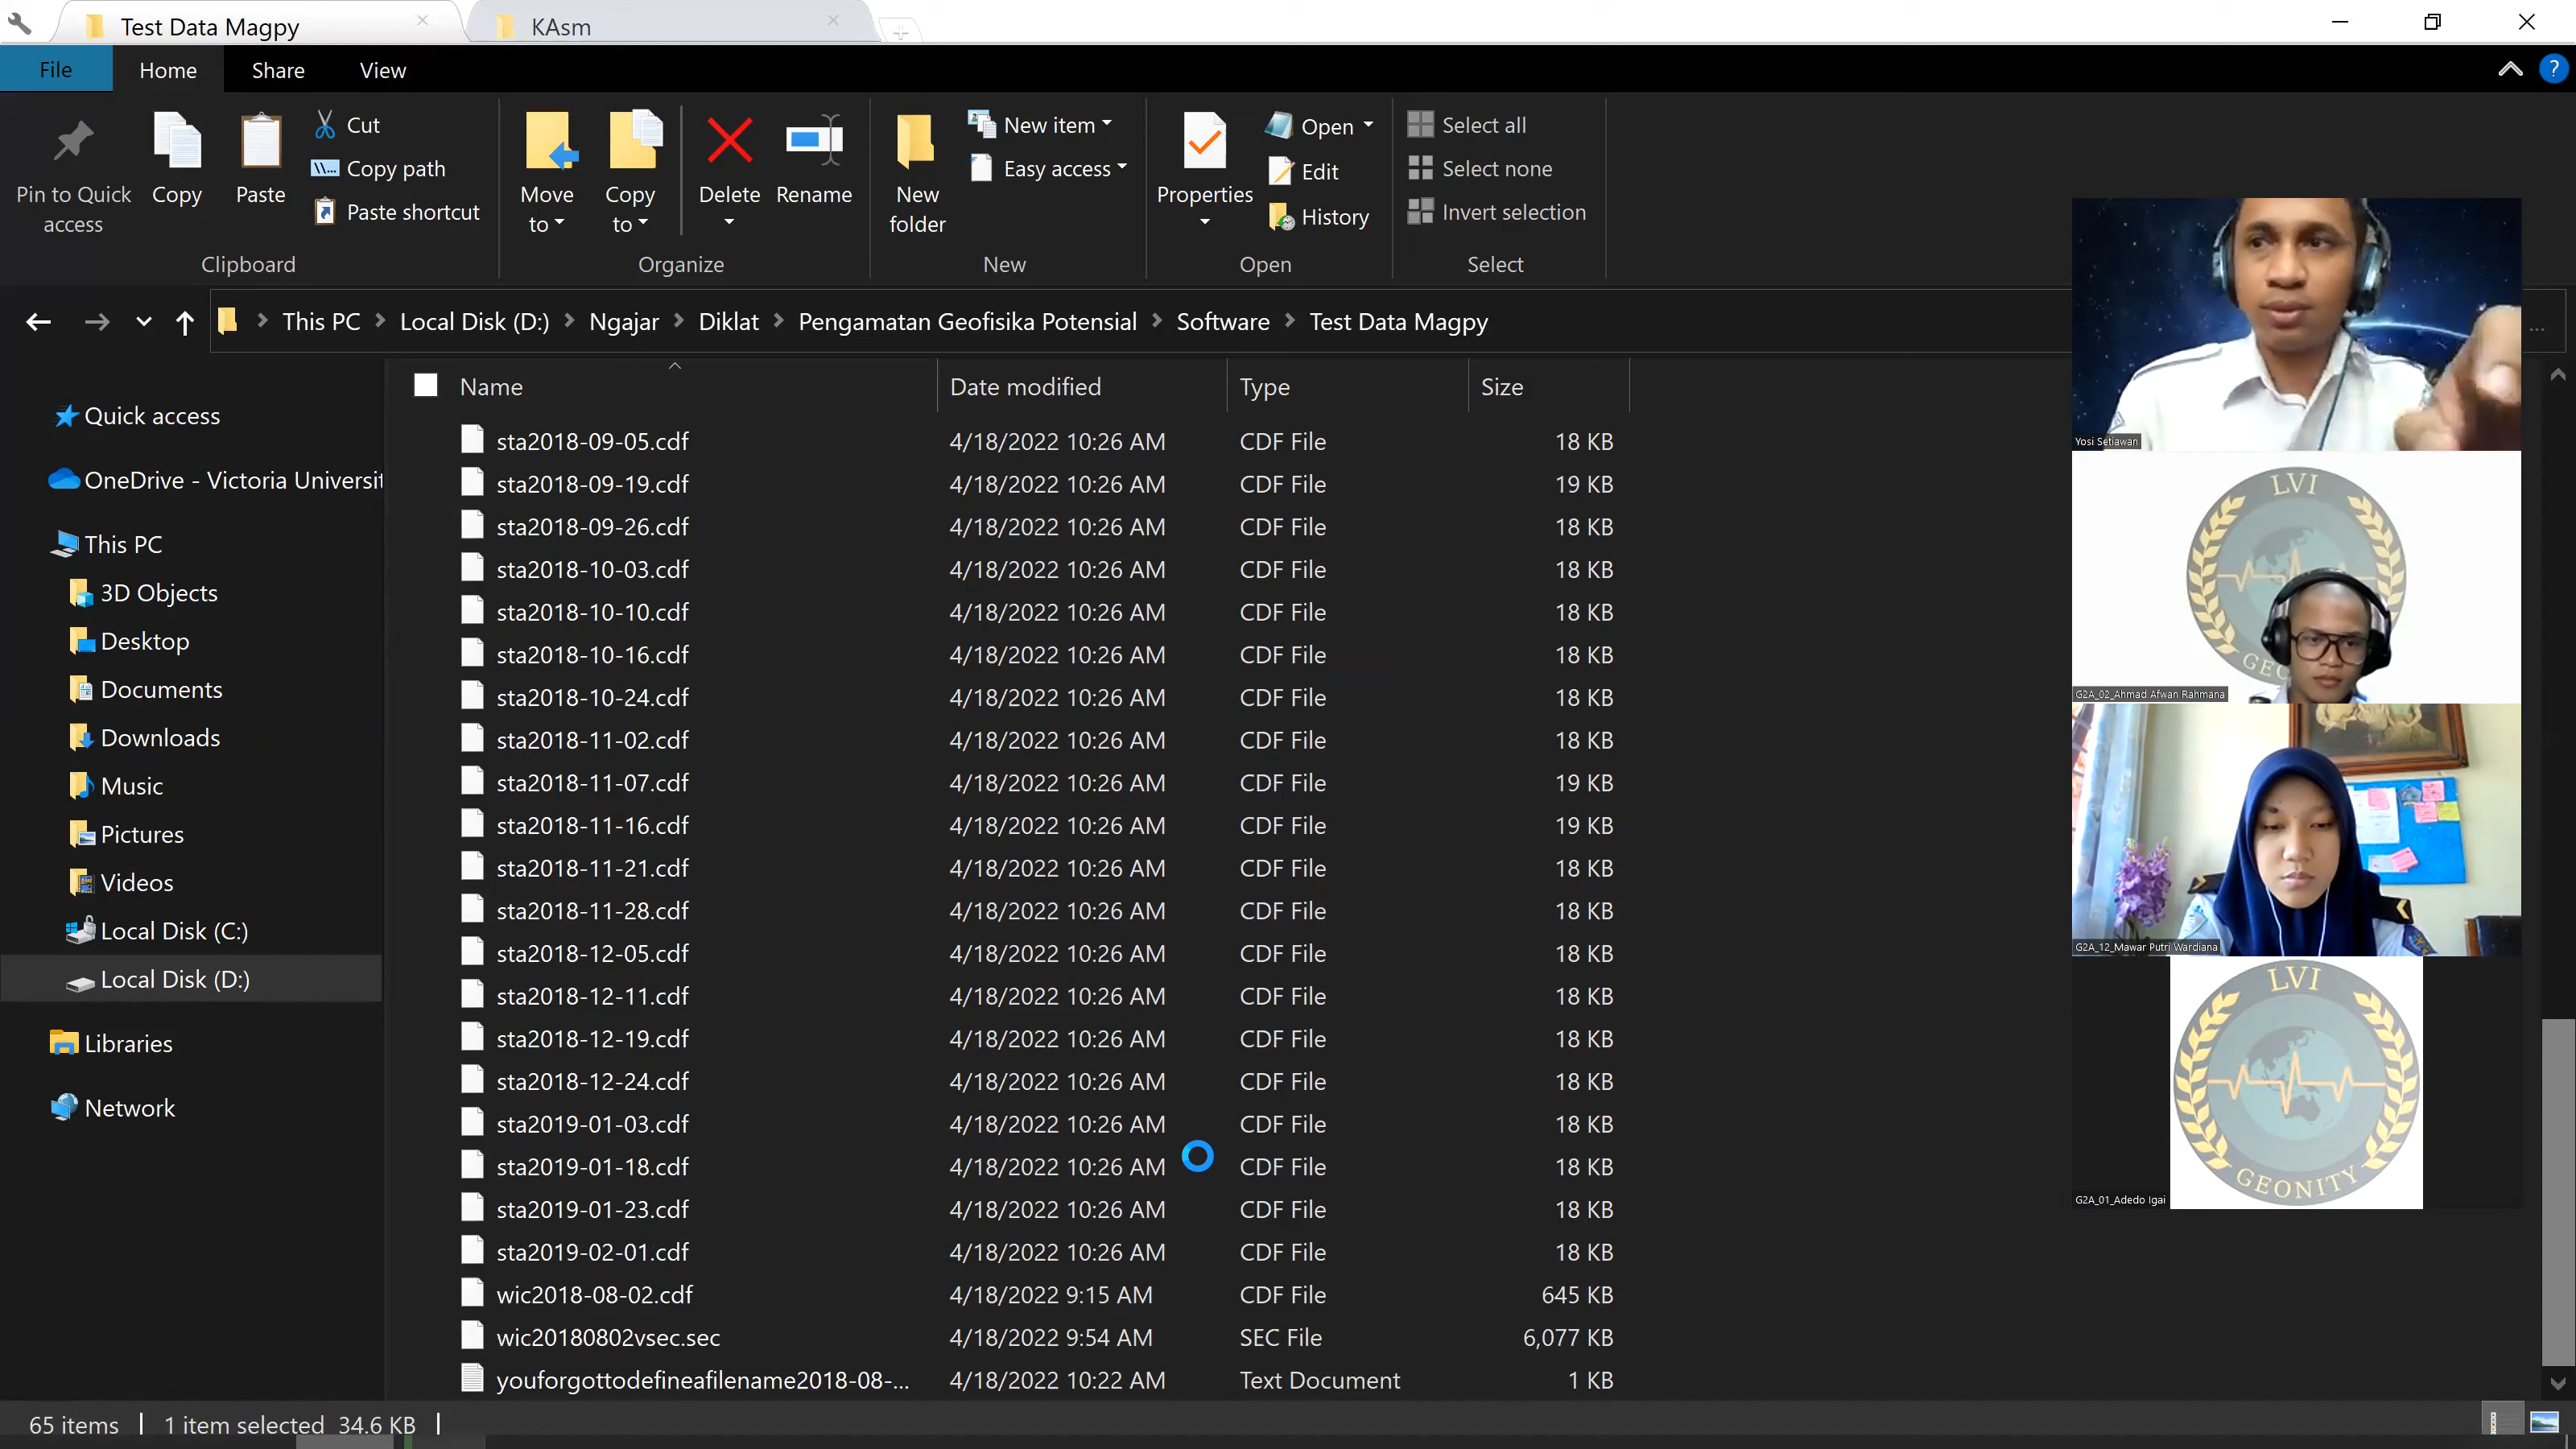 Test Data Magpy
KAsm
File
Home
Share
View
?
Pin to Quick access
Copy
Paste
Cut
Copy path
Paste shortcut
Clipboard
Move to
Copy to
Delete
Rename
Organize
New folder
New item
Easy access
New
Properties
Open
Edit
History
Open
Select all
Select none
Invert selection
Select
This PC > Local Disk (D:) > Ngajar > Diklat > Pengamatan Geofisika Potensial > Software > Test Data Magpy
Quick access
OneDrive - Victoria Universit
This PC
3D Objects
Desktop
Documents
Downloads
Music
Pictures
Videos
Local Disk (C:)
Local Disk (D:)
Libraries
Network
Name Date modified Type Size
sta2018-09-05.cdf 4/18/2022 10:26 AM CDF File 18 KB
sta2018-09-19.cdf 4/18/2022 10:26 AM CDF File 19 KB
sta2018-09-26.cdf 4/18/2022 10:26 AM CDF File 18 KB
sta2018-10-03.cdf 4/18/2022 10:26 AM CDF File 18 KB
sta2018-10-10.cdf 4/18/2022 10:26 AM CDF File 18 KB
sta2018-10-16.cdf 4/18/2022 10:26 AM CDF File 18 KB
sta2018-10-24.cdf 4/18/2022 10:26 AM CDF File 18 KB
sta2018-11-02.cdf 4/18/2022 10:26 AM CDF File 18 KB
sta2018-11-07.cdf 4/18/2022 10:26 AM CDF File 19 KB
sta2018-11-16.cdf 4/18/2022 10:26 AM CDF File 19 KB
sta2018-11-21.cdf 4/18/2022 10:26 AM CDF File 18 KB
sta2018-11-28.cdf 4/18/2022 10:26 AM CDF File 18 KB
sta2018-12-05.cdf 4/18/2022 10:26 AM CDF File 18 KB
sta2018-12-11.cdf 4/18/2022 10:26 AM CDF File 18 KB
sta2018-12-19.cdf 4/18/2022 10:26 AM CDF File 18 KB
sta2018-12-24.cdf 4/18/2022 10:26 AM CDF File 18 KB
sta2019-01-03.cdf 4/18/2022 10:26 AM CDF File 18 KB
sta2019-01-18.cdf 4/18/2022 10:26 AM CDF File 18 KB
sta2019-01-23.cdf 4/18/2022 10:26 AM CDF File 18 KB
sta2019-02-01.cdf 4/18/2022 10:26 AM CDF File 18 KB
wic2018-08-02.cdf 4/18/2022 9:15 AM CDF File 645 KB
wic20180802vsec.sec 4/18/2022 9:54 AM SEC File 6,077 KB
youforgottodefineafilename2018-08-... 4/18/2022 10:22 AM Text Document 1 KB
65 items
1 item selected 34.6 KB
Yosi Setiawan
LVI
GEO
G2A_02_Ahmad Afwan Rahmana
G2A_12_Mawar Putri Wardiana
LVI
GEONITY
G2A_01_Adedo Igai